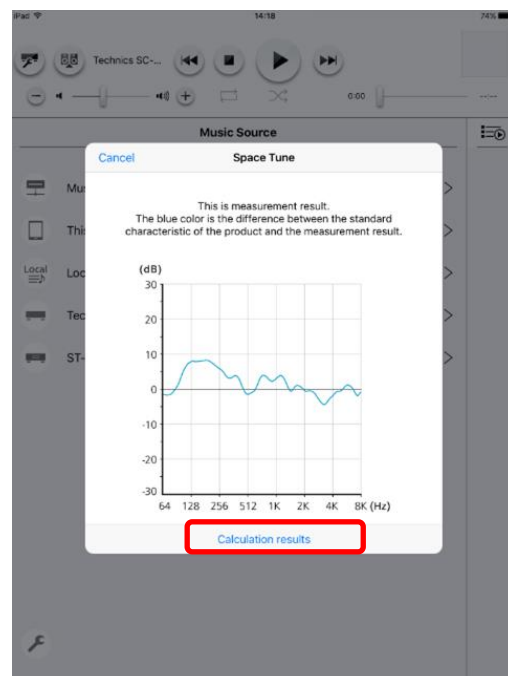 iPad 14:18 74%
Technics SC-...
0:00 --:--
Music Source
Cancel Space Tune
This is measurement result.
The blue color is the difference between the standard
characteristic of the product and the measurement result.
Mu
Thi
Local Loc
Tec
ST-
(dB)
30
20
10
0
-10
-20
-30
64 128 256 512 1K 2K 4K 8K (Hz)
Calculation results